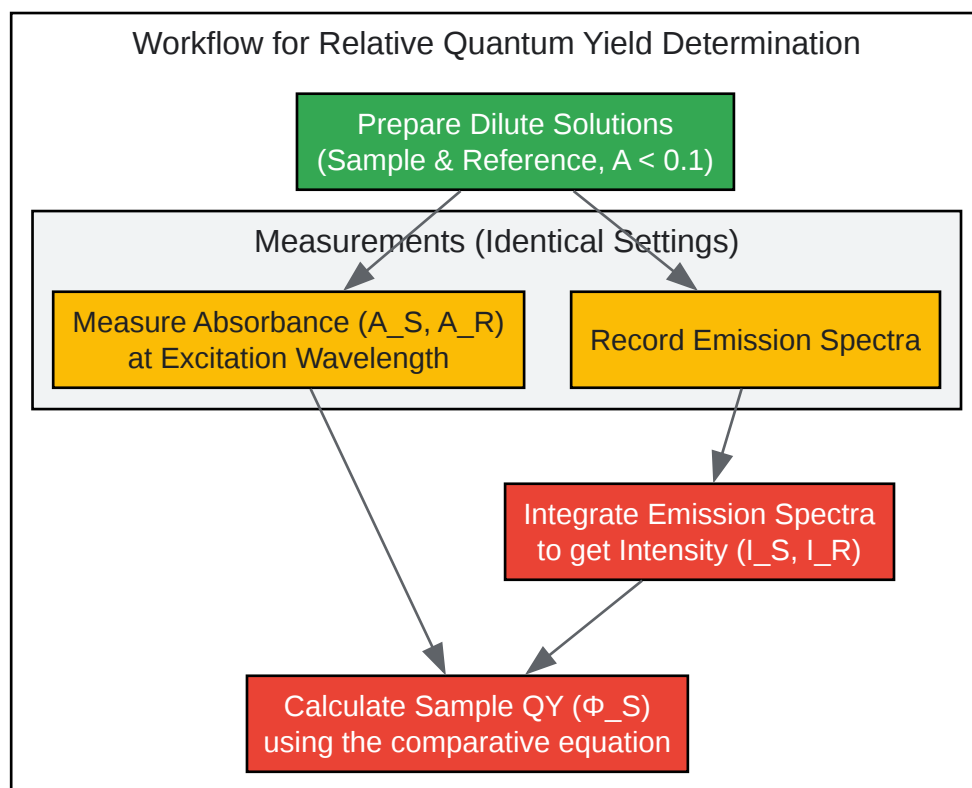 Workflow for Relative Quantum Yield Determination
Prepare Dilute Solutions
(Sample & Reference, A < 0.1)
Measurements (Identical Settings)
Measure Absorbance (A_S, A_R)
at Excitation Wavelength
Record Emission Spectra
Integrate Emission Spectra
to get Intensity (I_S, I_R)
Calculate Sample QY (Φ_S)
using the comparative equation